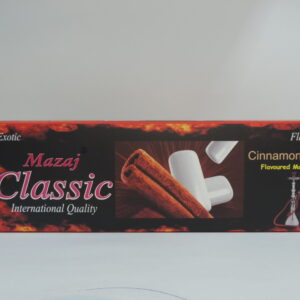 Exotic
Mazaj
Classic
International Quality
Cinnamon
Flavoured